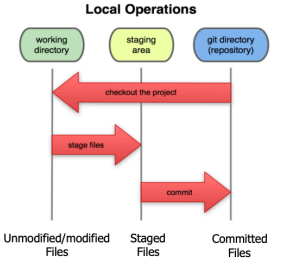 Local Operations
working
directory
staging
area
git directory
(repository)
checkout the project
stage files
commit
Unmodified/modified
Files
Staged
Files
Committed
Files